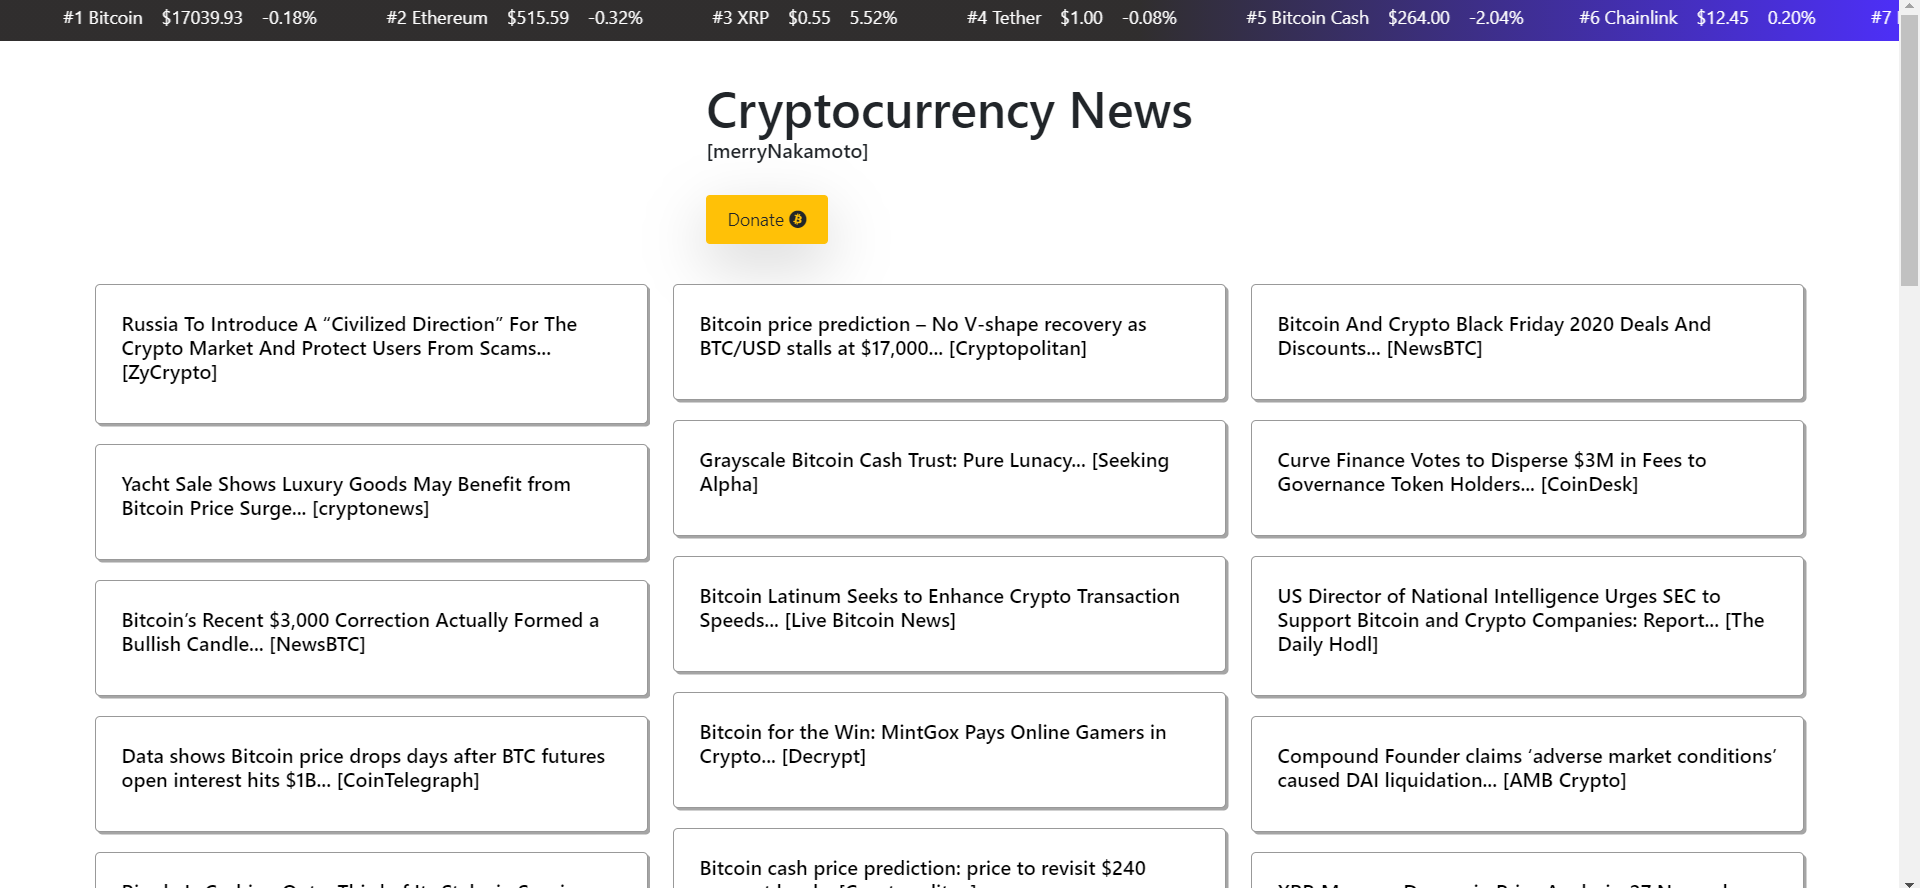 #1 Bitcoin $17039.93 -0.18% #2 Ethereum $515.59 -0.32% #3 XRP $0.55 5.52% #4 Tether $1.00 -0.08% #5 Bitcoin Cash $264.00 -2.04% #6 Chainlink $12.45 0.20% #7
Cryptocurrency News
[merryNakamoto]
Donate
Russia To Introduce A “Civilized Direction” For The
Crypto Market And Protect Users From Scams...
[ZyCrypto]
Yacht Sale Shows Luxury Goods May Benefit from
Bitcoin Price Surge... [cryptonews]
Bitcoin’s Recent $3,000 Correction Actually Formed a
Bullish Candle... [NewsBTC]
Data shows Bitcoin price drops days after BTC futures
open interest hits $1B... [CoinTelegraph]
Bitcoin price prediction – No V-shape recovery as
BTC/USD stalls at $17,000... [Cryptopolitan]
Grayscale Bitcoin Cash Trust: Pure Lunacy... [Seeking
Alpha]
Bitcoin Latinum Seeks to Enhance Crypto Transaction
Speeds... [Live Bitcoin News]
Bitcoin for the Win: MintGox Pays Online Gamers in
Crypto... [Decrypt]
Bitcoin cash price prediction: price to revisit $240
Bitcoin And Crypto Black Friday 2020 Deals And
Discounts... [NewsBTC]
Curve Finance Votes to Disperse $3M in Fees to
Governance Token Holders... [CoinDesk]
US Director of National Intelligence Urges SEC to
Support Bitcoin and Crypto Companies: Report... [The
Daily Hodl]
Compound Founder claims ‘adverse market conditions’
caused DAI liquidation... [AMB Crypto]